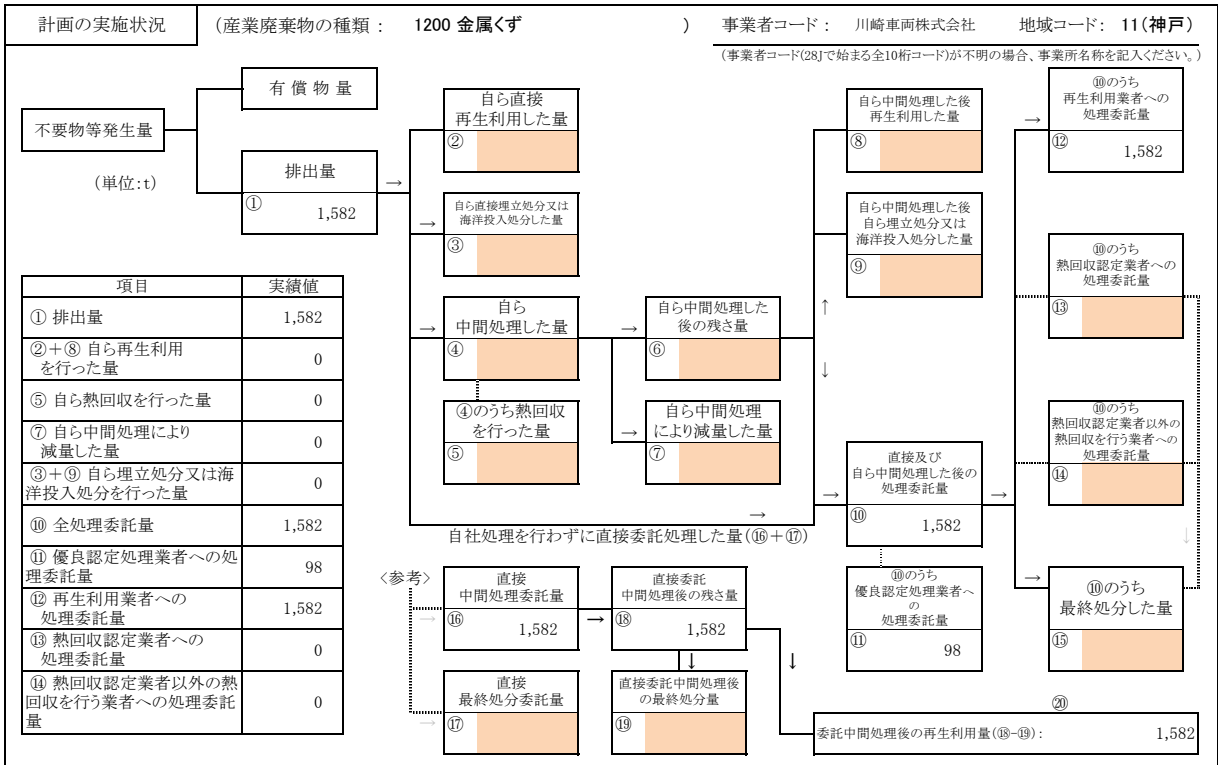 計画の実施状況 (産業廃棄物の種類 : 1200 金属くず ) 事業者コード : 川崎車両株式会社 地域コード: 11(神戸)
(事業者コード(28Jで始まる全10桁コード)が不明の場合、事業所名称を記入ください。)
不要物等発生量
(単位:t)
有償物量
排出量
① 1,582
→
自ら直接
再生利用した量
②
→
自ら直接埋立処分又は
海洋投入処分した量
③
→
自ら
中間処理した量
④
④のうち熱回収
を行った量
⑤
→
自ら中間処理した
後の残さ量
⑥
→
自ら中間処理
により減量した量
⑦
自ら中間処理した後
再生利用した量
⑧
自ら中間処理した後
自ら埋立処分又は
海洋投入処分した量
⑨
↑
↓
→
自社処理を行わずに直接委託処理した量(⑯+⑰)
→
直接及び
自ら中間処理した後の
処理委託量
⑩ 1,582
→
⑩のうち
優良認定処理業者へ
の
処理委託量
⑪ 98
→
⑩のうち
再生利用業者への
処理委託量
⑫ 1,582
⑩のうち
熱回収認定業者への
処理委託量
⑬
⑩のうち
熱回収認定業者以外の
熱回収を行う業者への
処理委託量
⑭
↓
→
⑩のうち
最終処分した量
⑮
項目 実績値
① 排出量 1,582
②+⑧ 自ら再生利用
を行った量 0
⑤ 自ら熱回収を行った量 0
⑦ 自ら中間処理により
減量した量 0
③+⑨ 自ら埋立処分又は海
洋投入処分を行った量 0
⑩ 全処理委託量 1,582
⑪ 優良認定処理業者への処
理委託量 98
⑫ 再生利用業者への
処理委託量 1,582
⑬ 熱回収認定業者への
処理委託量 0
⑭ 熱回収認定業者以外の熱
回収を行う業者への処理委託
量 0
〈参考〉
→
直接
中間処理委託量
⑯ 1,582
→
直接委託
中間処理後の残さ量
⑱ 1,582
→
直接
最終処分委託量
⑰
↓
直接委託中間処理後
の最終処分量
⑲
↓
⑳
委託中間処理後の再生利用量(⑱-⑲): 1,582